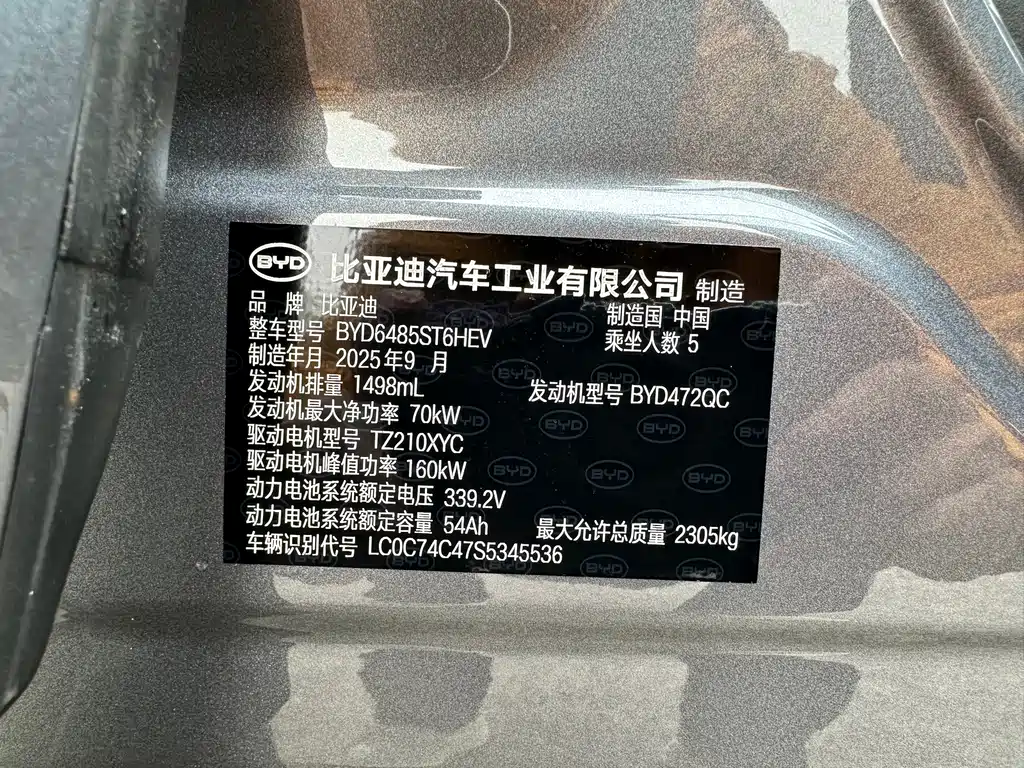 BYD 比亚迪汽车工业有限公司 制造
品 牌 比亚迪 制造国 中国
整车型号 BYD6485ST6HEV 乘坐人数 5
制造年月 2025年9 月
发动机排量 1498mL 发动机型号 BYD472QC
发动机最大净功率 70kW
驱动电机型号 TZ210XYC
驱动电机峰值功率 160kW
动力电池系统额定电压 339.2V
动力电池系统额定容量 54Ah 最大允许总质量 2305kg
车辆识别代号 LC0C74C47S5345536